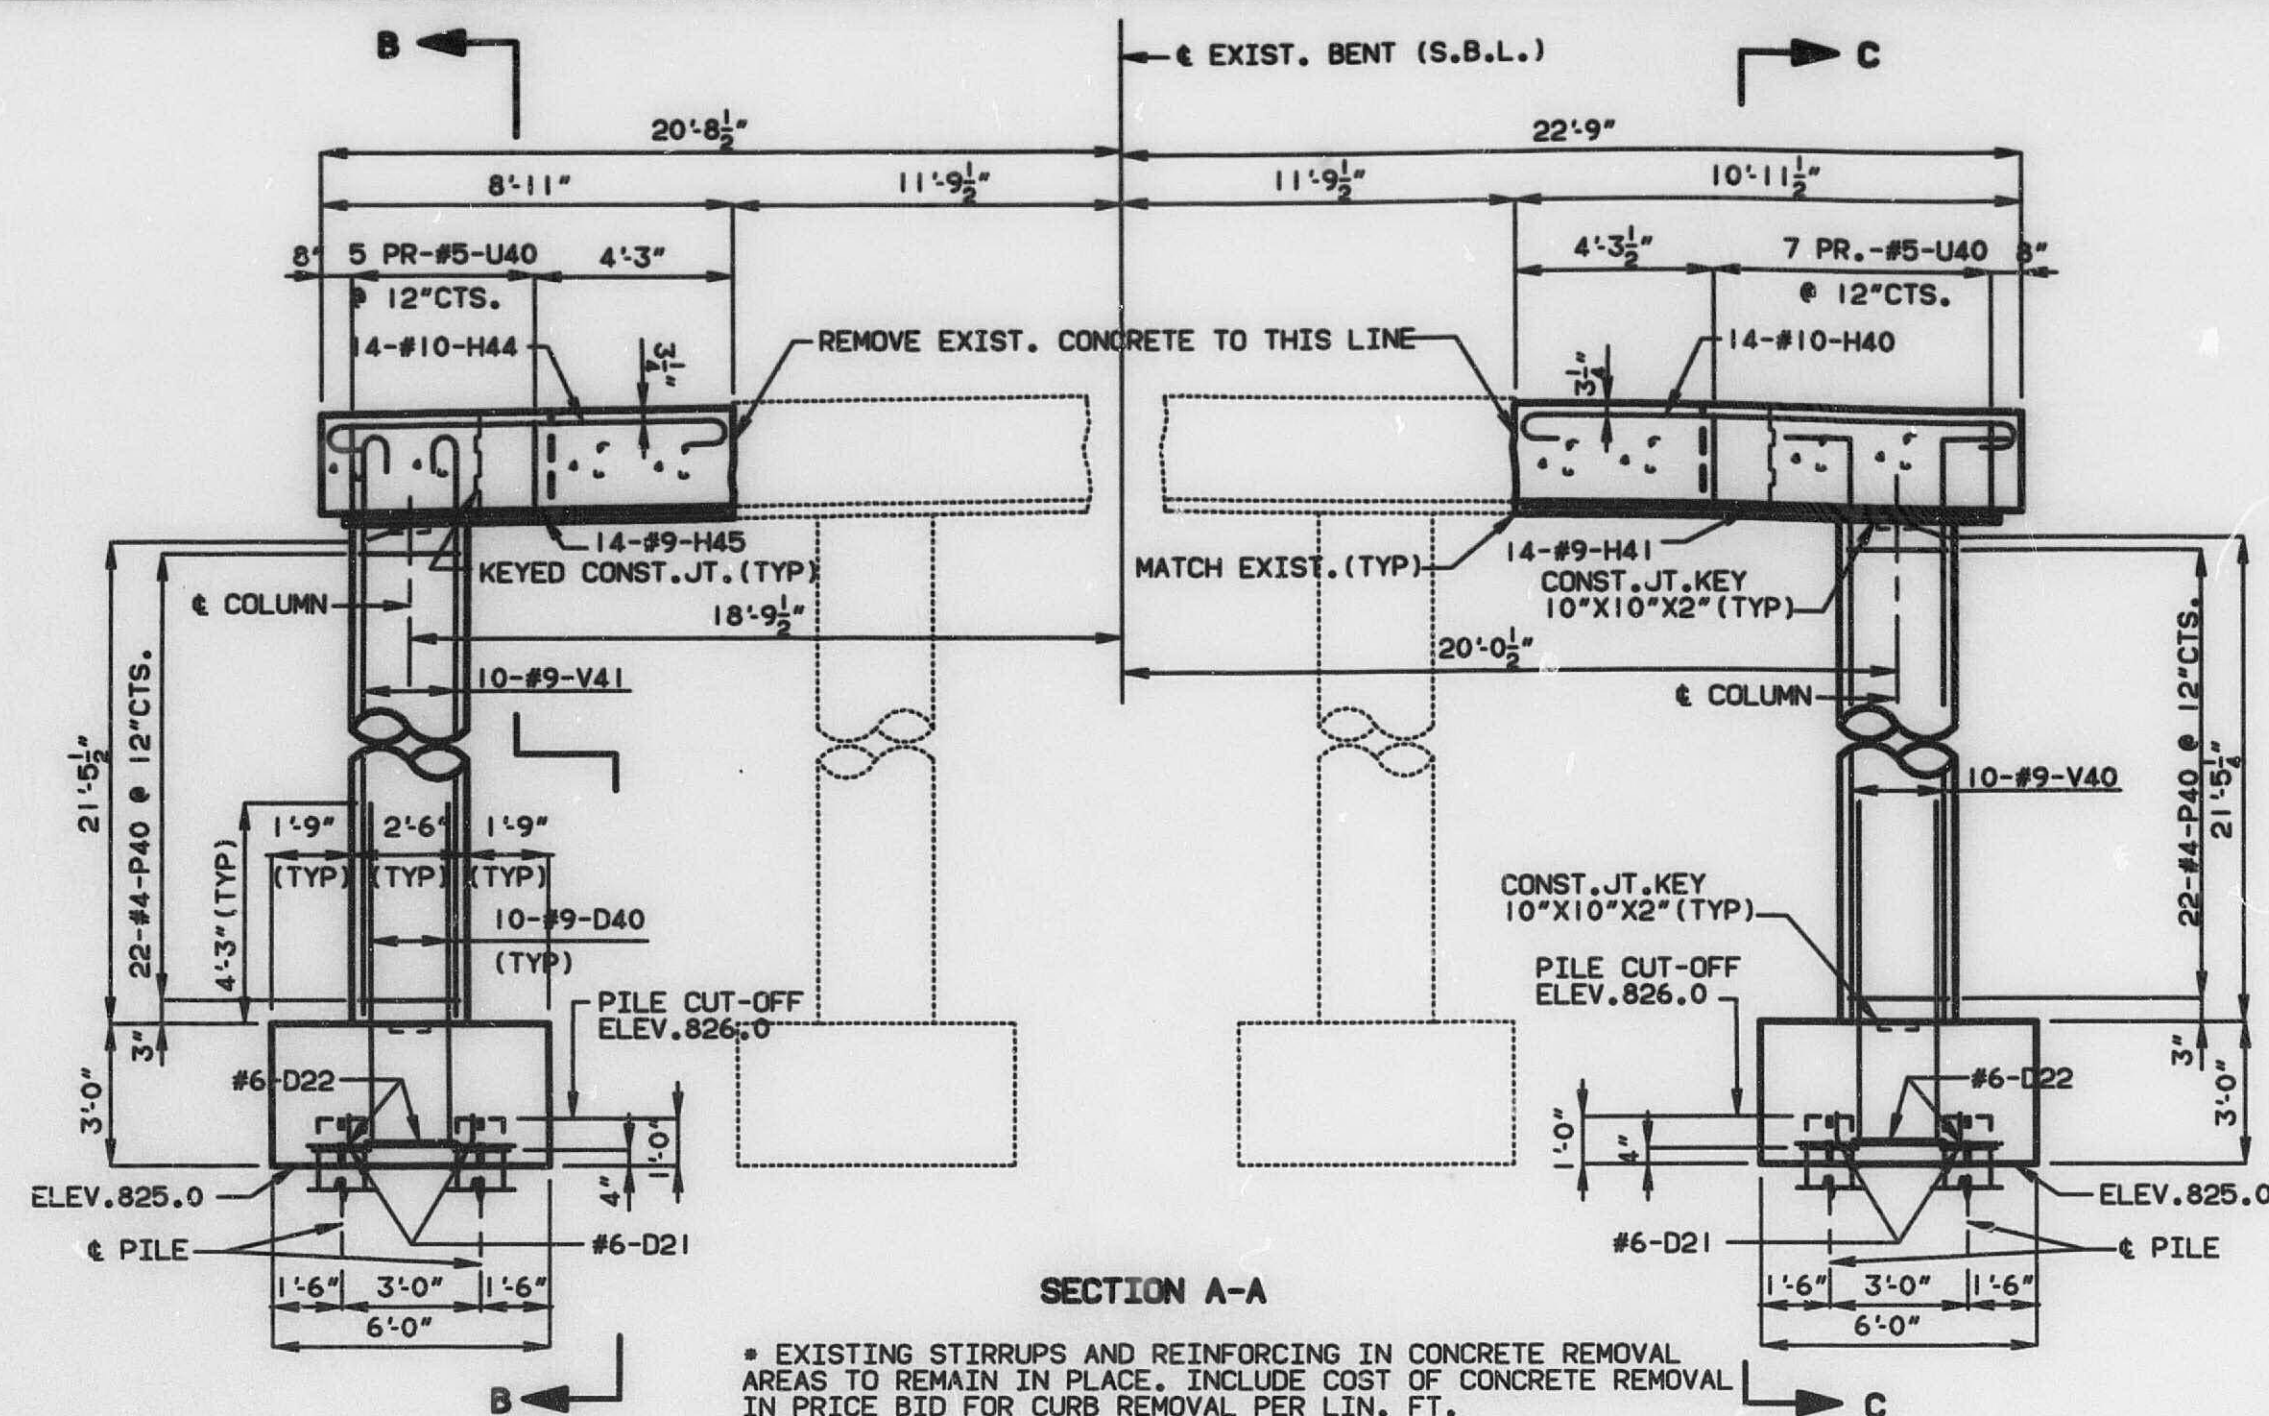 B
℄ EXIST. BENT (S.B.L.)
C
20'-8½"
22'-9"
8'-11"
11'-9½"
11'-9½"
10'-11½"
8"
5 PR-#5-U40
@ 12"CTS.
4'-3"
4'-3½"
7 PR.-#5-U40
@ 12"CTS.
8"
14-#10-H44
3¼"
REMOVE EXIST. CONCRETE TO THIS LINE
3¼"
14-#10-H40
14-#9-H45
KEYED CONST.JT.(TYP)
MATCH EXIST.(TYP)
14-#9-H41
CONST.JT.KEY
10"X10"X2"(TYP)
℄ COLUMN
18'-9½"
20'-0½"
10-#9-V41
℄ COLUMN
21'-5½"
22-#4-P40 @ 12"CTS.
10-#9-V40
22-#4-P40 @ 12"CTS.
21'-5¼"
4'-3"(TYP)
1'-9"
(TYP)
2'-6"
(TYP)
1'-9"
(TYP)
10-#9-D40
(TYP)
CONST.JT.KEY
10"X10"X2"(TYP)
PILE CUT-OFF
ELEV.826.0
PILE CUT-OFF
ELEV.826.0
3"
3'-0"
#6-D22
1'-0"
4"
1'-0"
4"
#6-D22
3"
3'-0"
ELEV.825.0
℄ PILE
#6-D21
ELEV.825.0
#6-D21
℄ PILE
1'-6"
3'-0"
1'-6"
6'-0"
1'-6"
3'-0"
1'-6"
6'-0"
SECTION A-A
* EXISTING STIRRUPS AND REINFORCING IN CONCRETE REMOVAL
AREAS TO REMAIN IN PLACE. INCLUDE COST OF CONCRETE REMOVAL
IN PRICE BID FOR CURB REMOVAL PER LIN. FT.
B
C